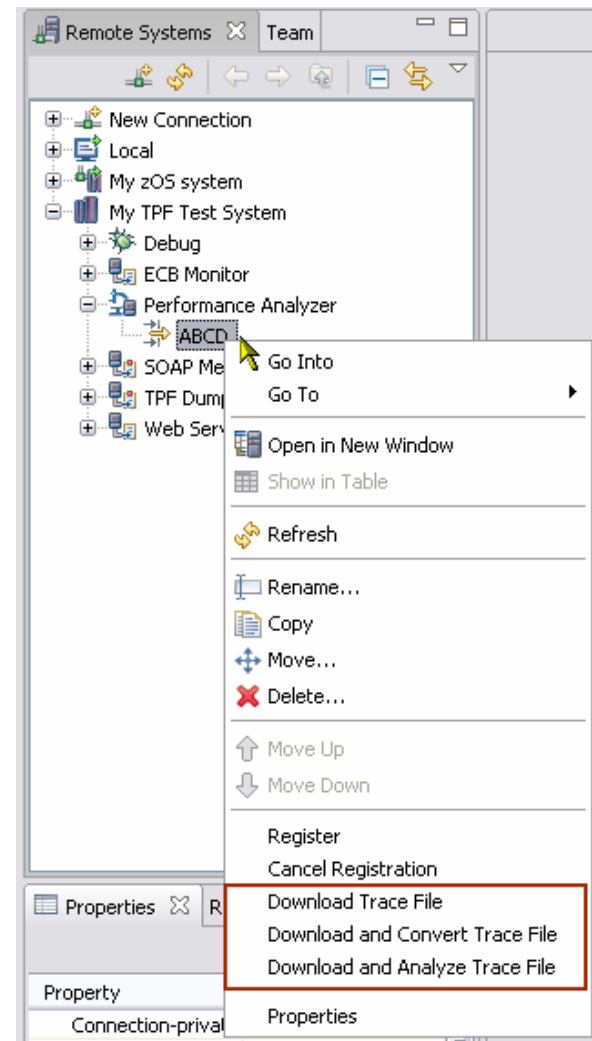 Remote Systems Team
New Connection
Local
My zOS system
My TPF Test System
Debug
ECB Monitor
Performance Analyzer
ABCD
SOAP Me
TPF Dum
Web Serv
Go Into
Go To
Open in New Window
Show in Table
Refresh
Rename...
Copy
Move...
Delete...
Move Up
Move Down
Register
Cancel Registration
Download Trace File
Download and Convert Trace File
Download and Analyze Trace File
Properties
Properties R
Property
Connection-privat